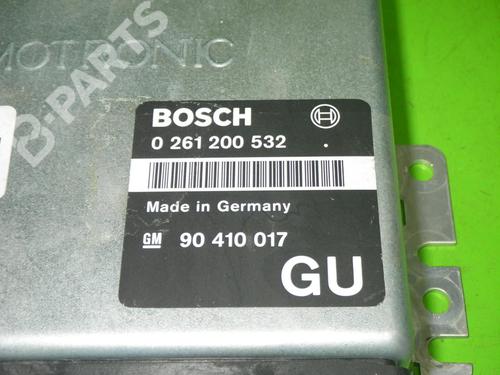 MOTRONIC
B-PARTS
BOSCH
0 261 200 532
Made in Germany
GM 90 410 017
GU